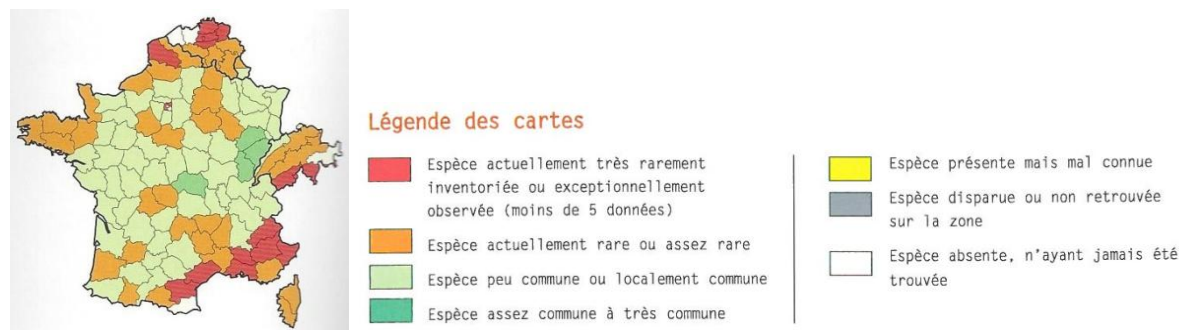 Légende des cartes
Espèce actuellement très rarement
inventoriée ou exceptionnellement
observée (moins de 5 données)
Espèce actuellement rare ou assez rare
Espèce peu commune ou localement commune
Espèce assez commune à très commune
Espèce présente mais mal connue
Espèce disparue ou non retrouvée
sur la zone
Espèce absente, n'ayant jamais été
trouvée